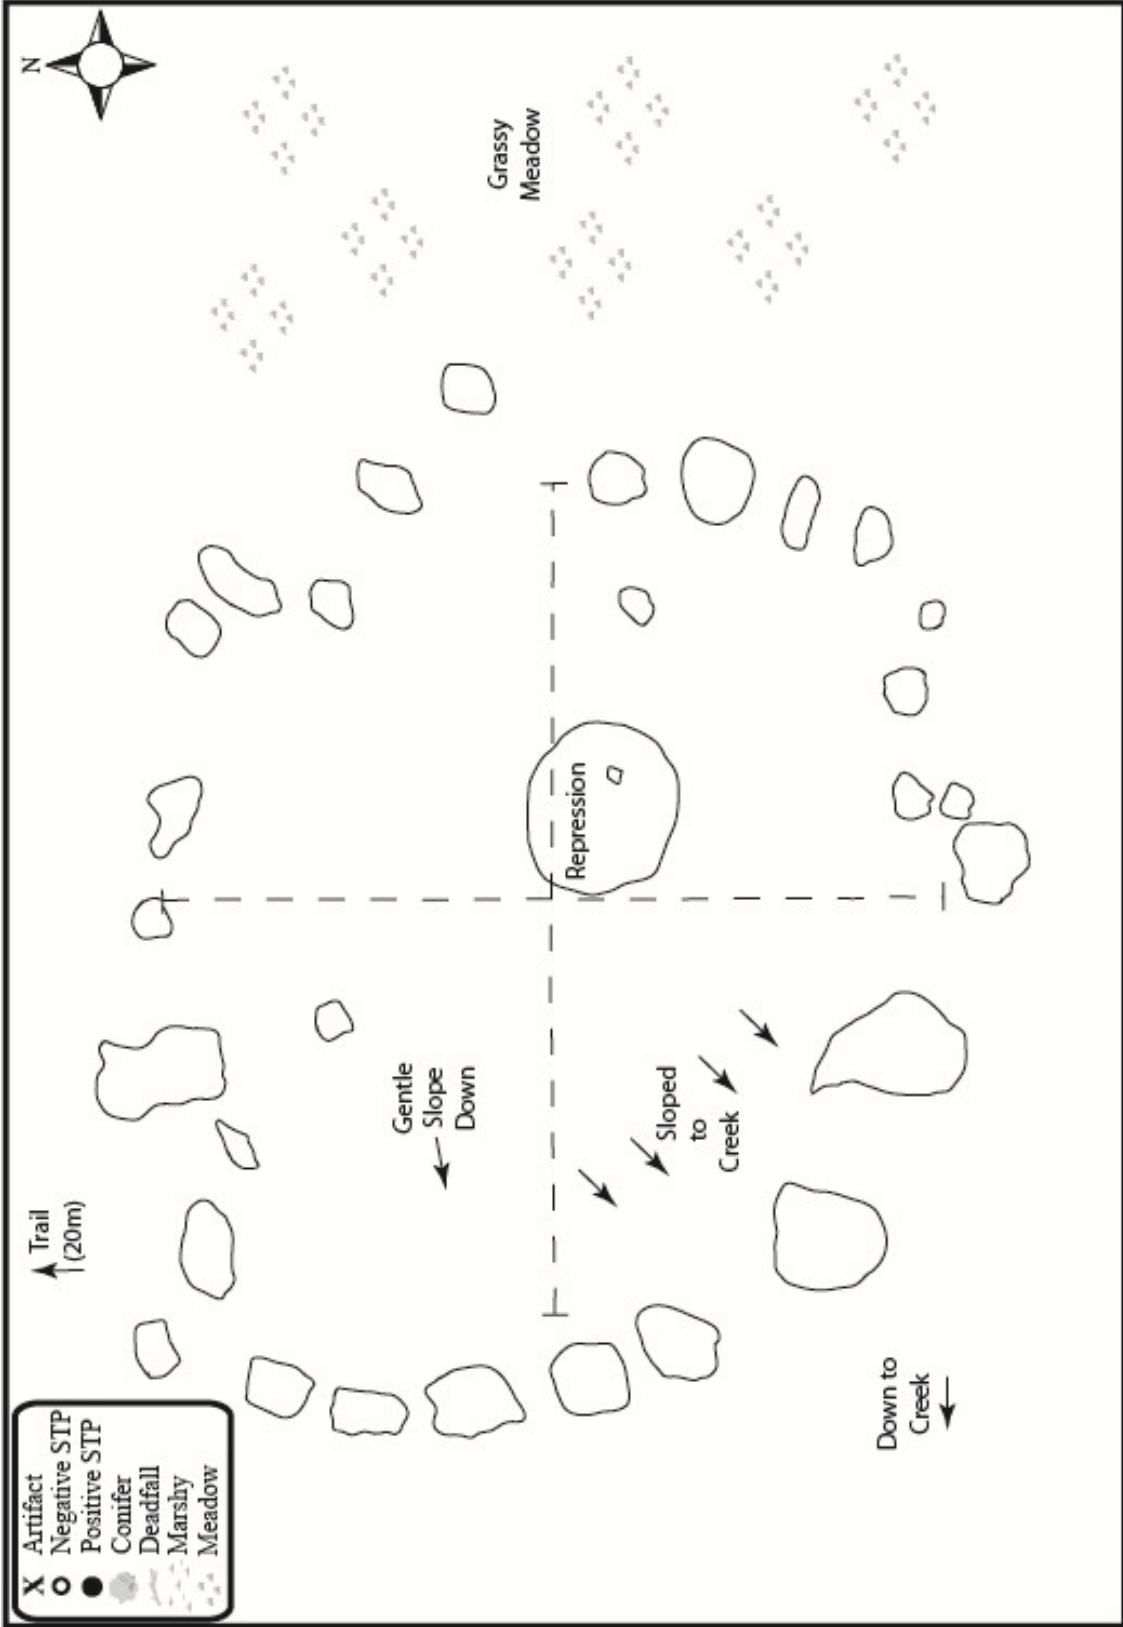 N
Grassy
Meadow
Repression
Gentle
Slope
Down
Sloped
to
Creek
Trail
(20m)
Down to
Creek
X Artifact
Negative STP
Positive STP
Conifer
Deadfall
Marshy
Meadow